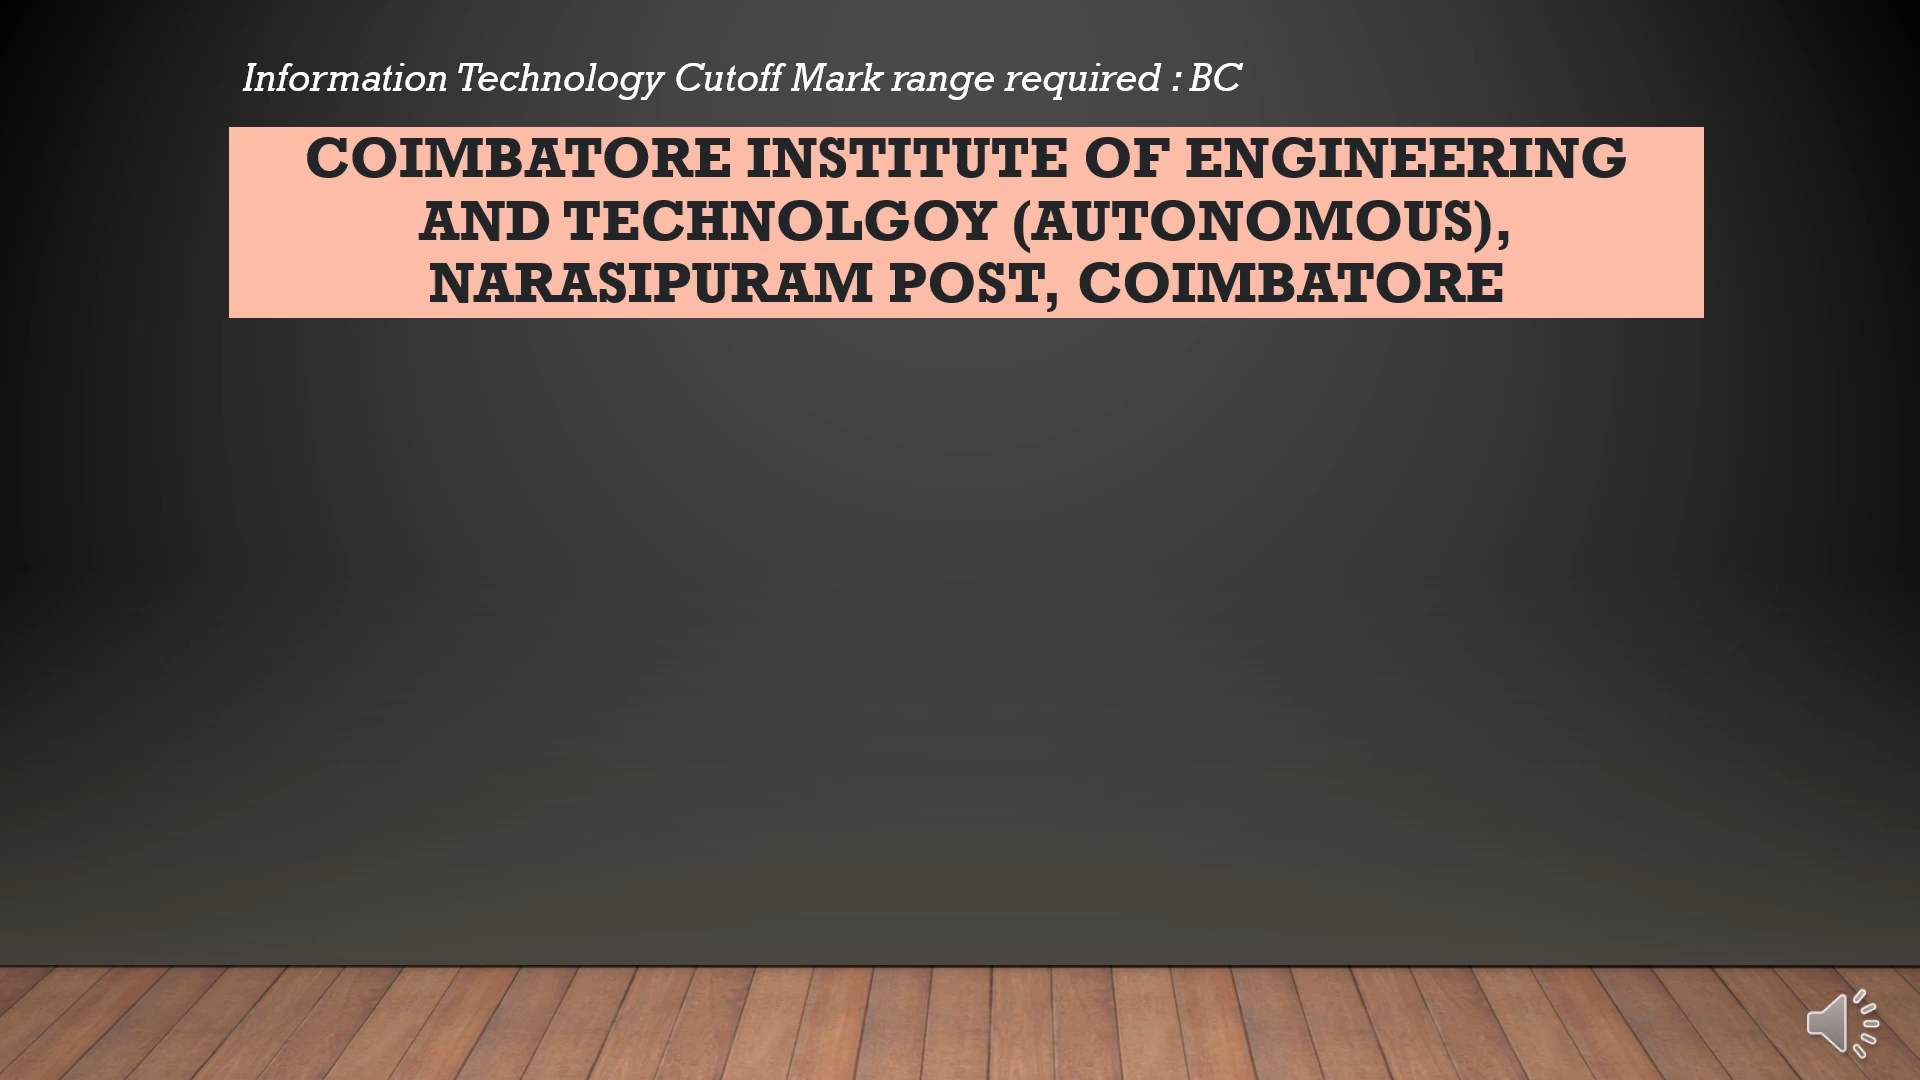 Information Technology Cutoff Mark range required : BC
COIMBATORE INSTITUTE OF ENGINEERING
AND TECHNOLGOY (AUTONOMOUS),
NARASIPURAM POST, COIMBATORE